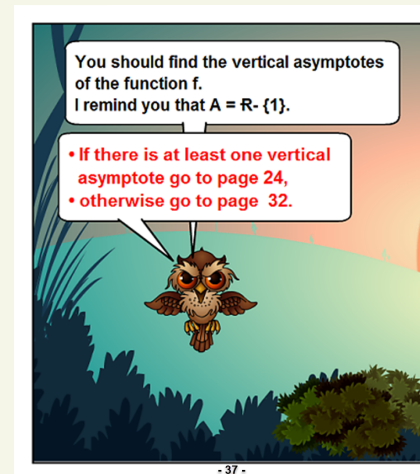 You should find the vertical asymptotes
of the function f.
I remind you that A = R- {1}.
• If there is at least one vertical
asymptote go to page 24,
• otherwise go to page 32.
- 37 -